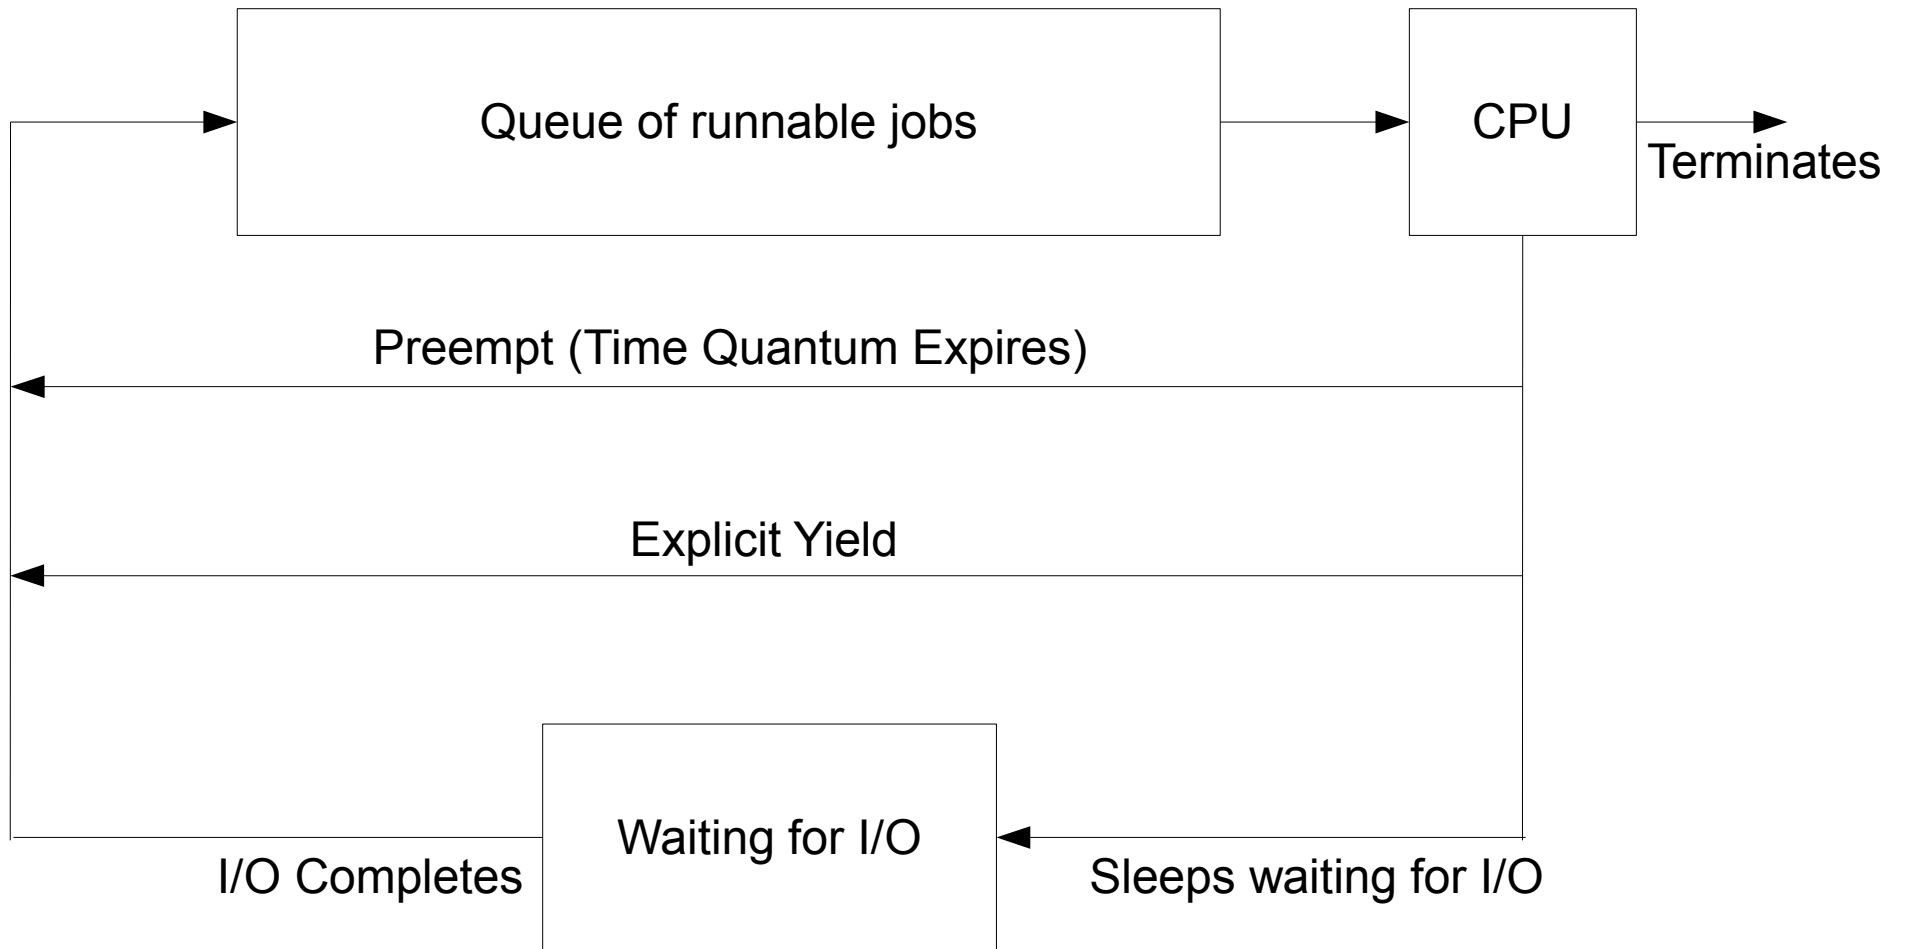 Queue of runnable jobs
CPU
Terminates
Preempt (Time Quantum Expires)
Explicit Yield
Waiting for I/O
I/O Completes
Sleeps waiting for I/O